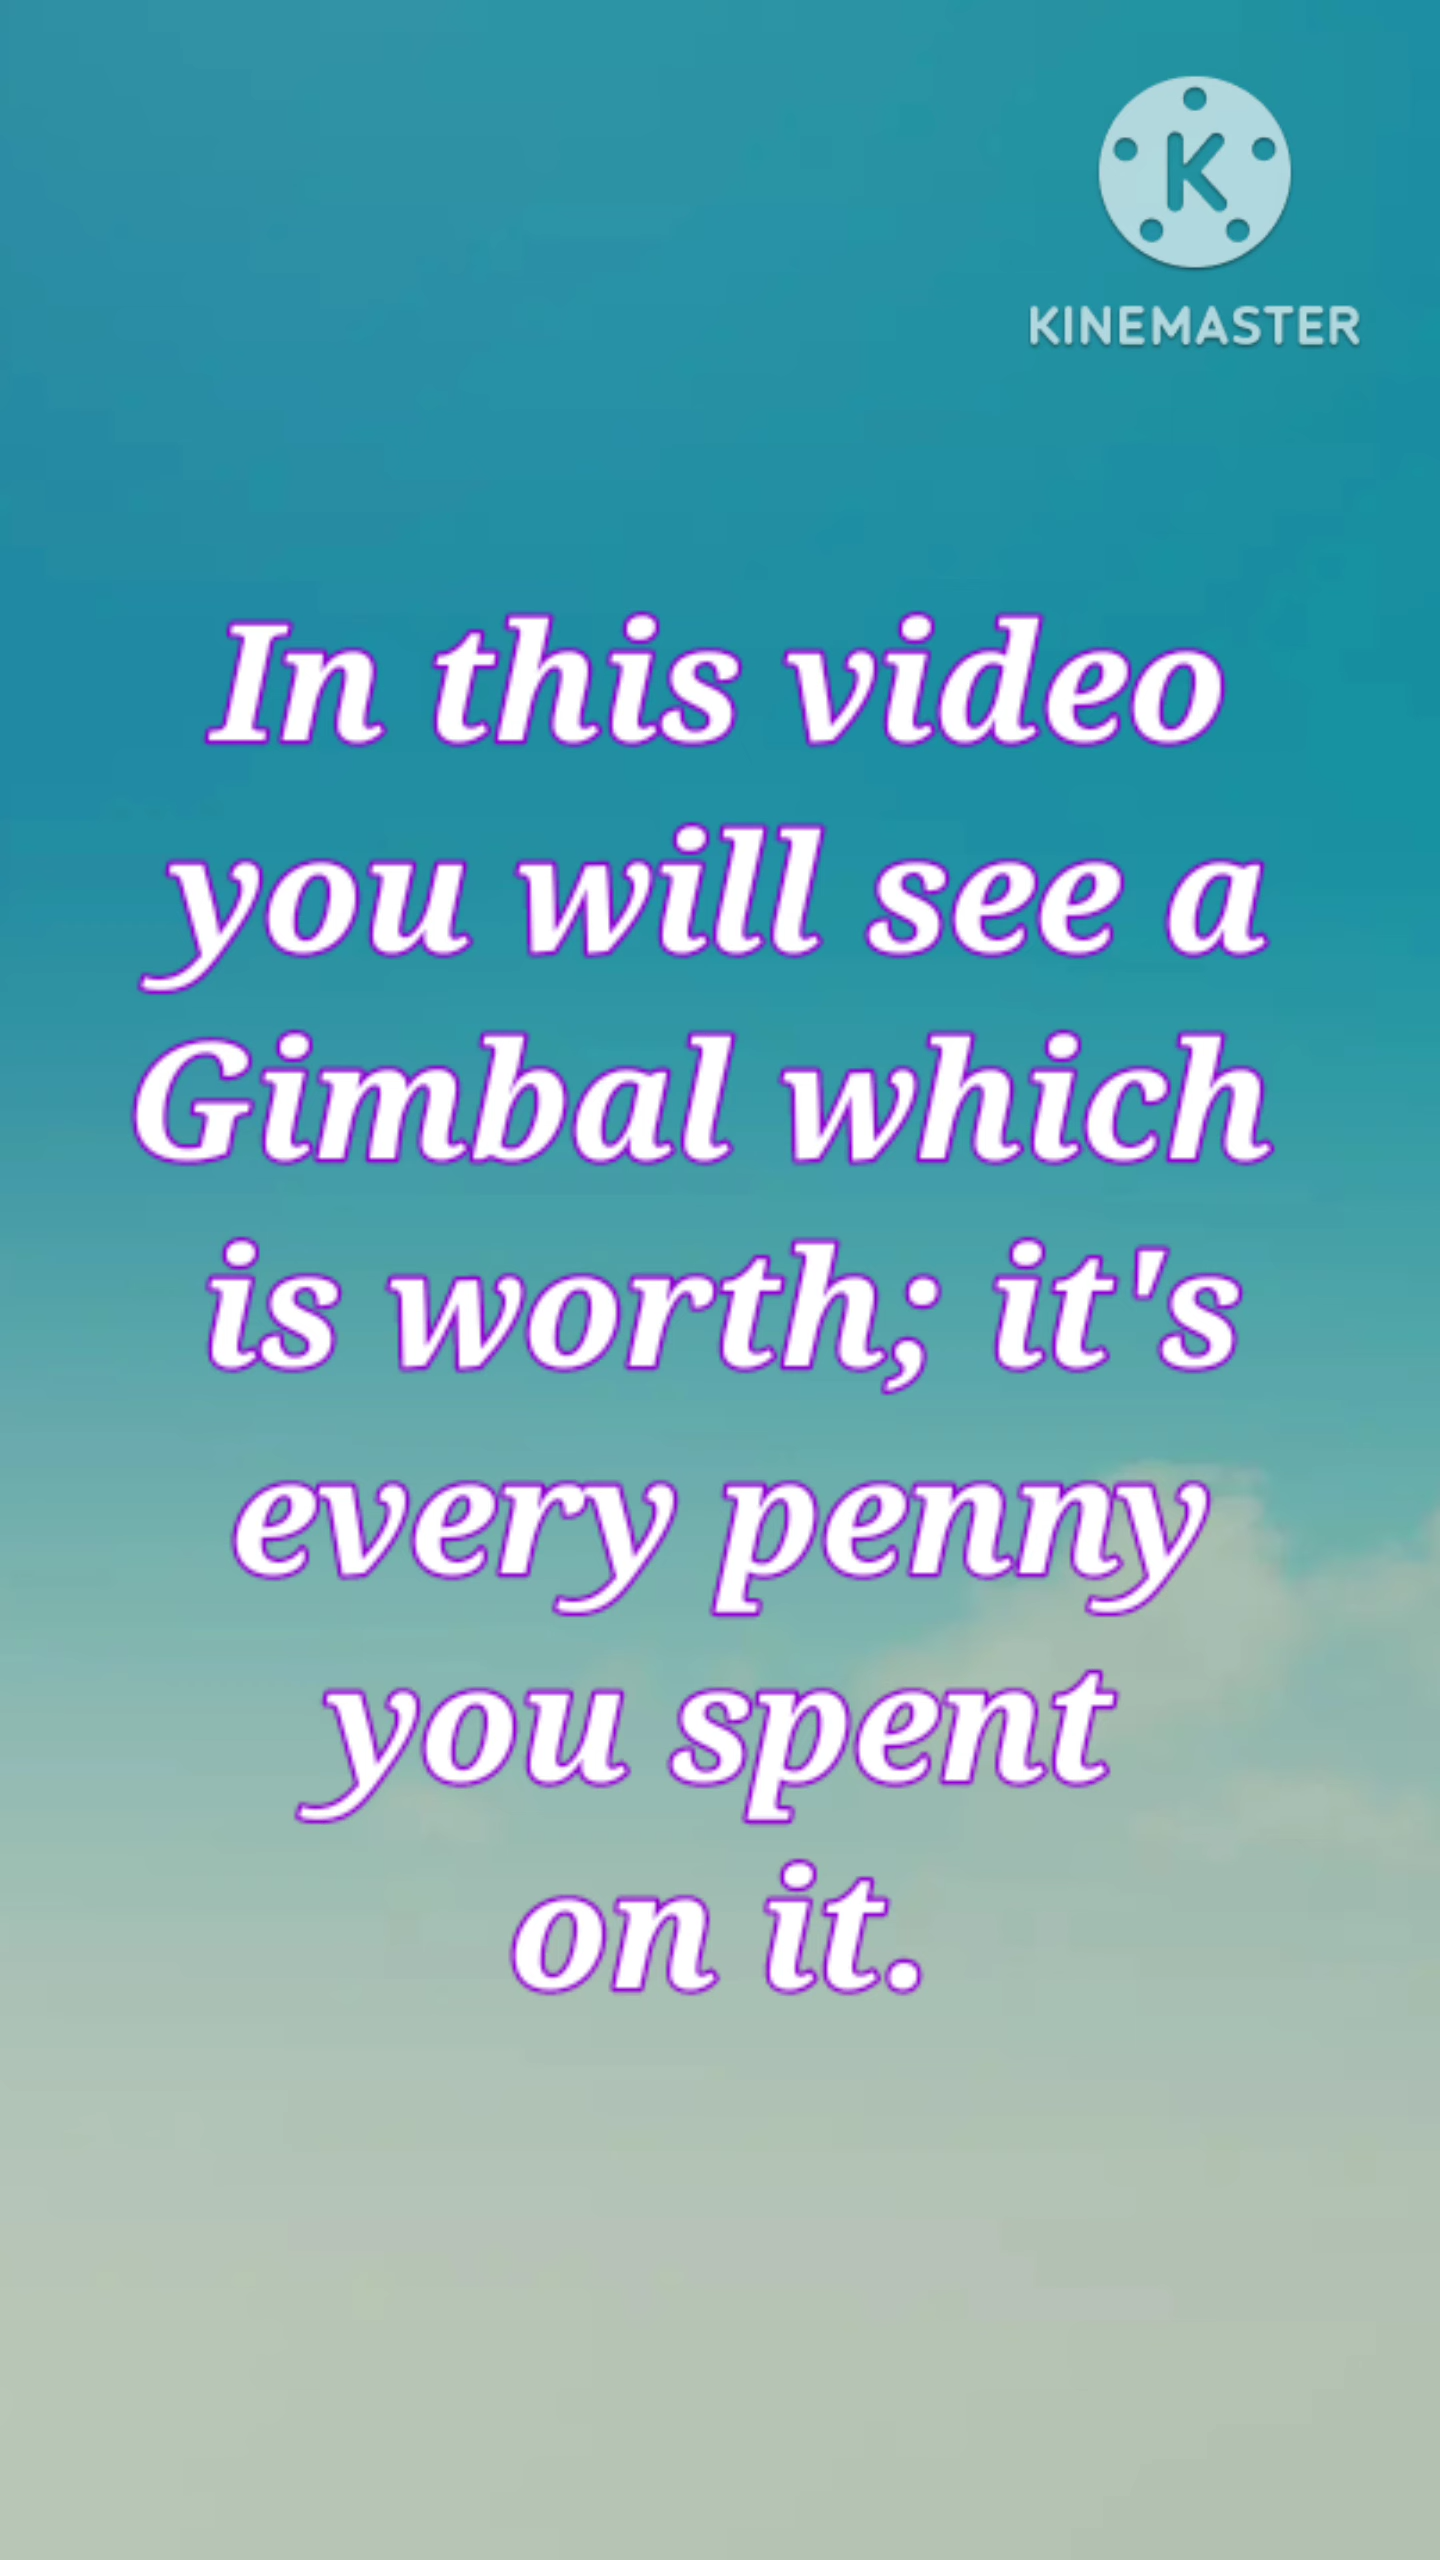 K
KINEMASTER
In this video
you will see a
Gimbal which
is worth; it's
every penny
you spent
on it.